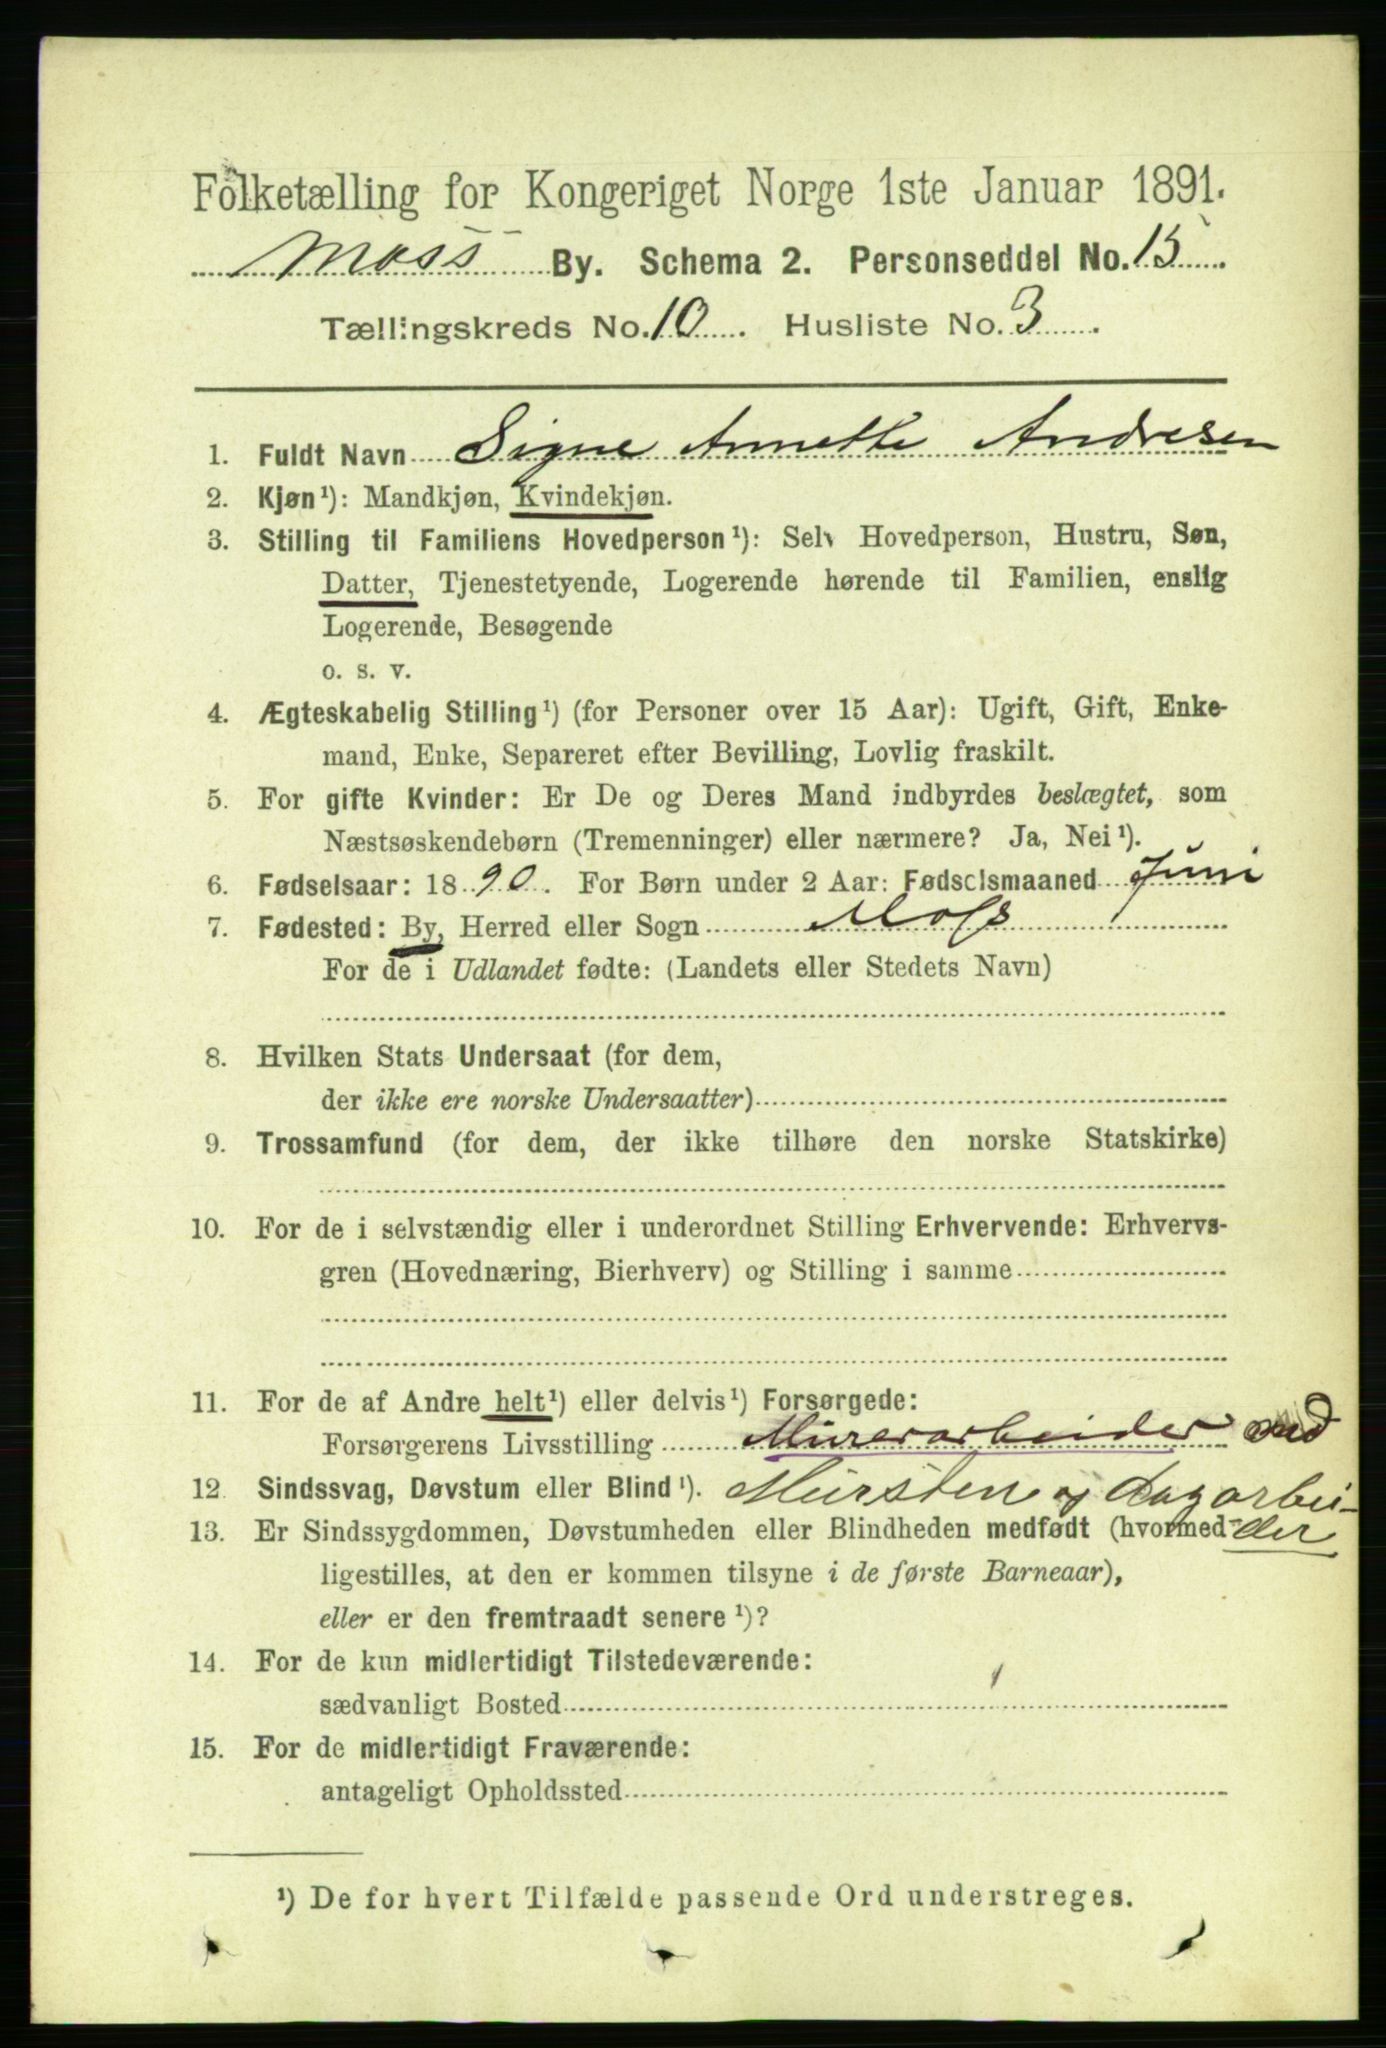 Folketælling for Kongeriget Norge 1ste Januar 1891.
Moss By. Schema 2. Personseddel No. 15
Tællingskreds No. 10. Husliste No. 3.
1. Fuldt Navn Signe Annette Andresen
2. Kjøn¹): Mandkjøn, Kvindekjøn.
3. Stilling til Familiens Hovedperson¹): Selv Hovedperson, Hustru, Søn,
Datter, Tjenestetyende, Logerende hørende til Familien, enslig
Logerende, Besøgende
o. s. v.
4. Ægteskabelig Stilling¹) (for Personer over 15 Aar): Ugift, Gift, Enke-
mand, Enke, Separeret efter Bevilling, Lovlig fraskilt.
5. For gifte Kvinder: Er De og Deres Mand indbyrdes beslægtet, som
Næstsøskendebørn (Tremenninger) eller nærmere? Ja, Nei¹).
6. Fødselsaar: 1890. For Børn under 2 Aar: Fødselsmaaned Juni
7. Fødested: By, Herred eller Sogn Moss
For de i Udlandet fødte: (Landets eller Stedets Navn)
8. Hvilken Stats Undersaat (for dem,
der ikke ere norske Undersaatter)
9. Trossamfund (for dem, der ikke tilhøre den norske Statskirke)
10. For de i selvstændig eller i underordnet Stilling Erhvervende: Erhvervs-
gren (Hovednæring, Bierhverv) og Stilling i samme
11. For de af Andre helt¹) eller delvis¹) Forsørgede:
Forsørgerens Livsstilling Murerarbeider med
12. Sindssvag, Døvstum eller Blind¹). Mursten og Dagarbei-
13. Er Sindssygdommen, Døvstumheden eller Blindheden medfødt (hvormed der
ligestilles, at den er kommen tilsyne i de første Barneaar),
eller er den fremtraadt senere¹)?
14. For de kun midlertidigt Tilstedeværende:
sædvanligt Bosted
15. For de midlertidigt Fraværende:
antageligt Opholdssted
¹) De for hvert Tilfælde passende Ord understreges.